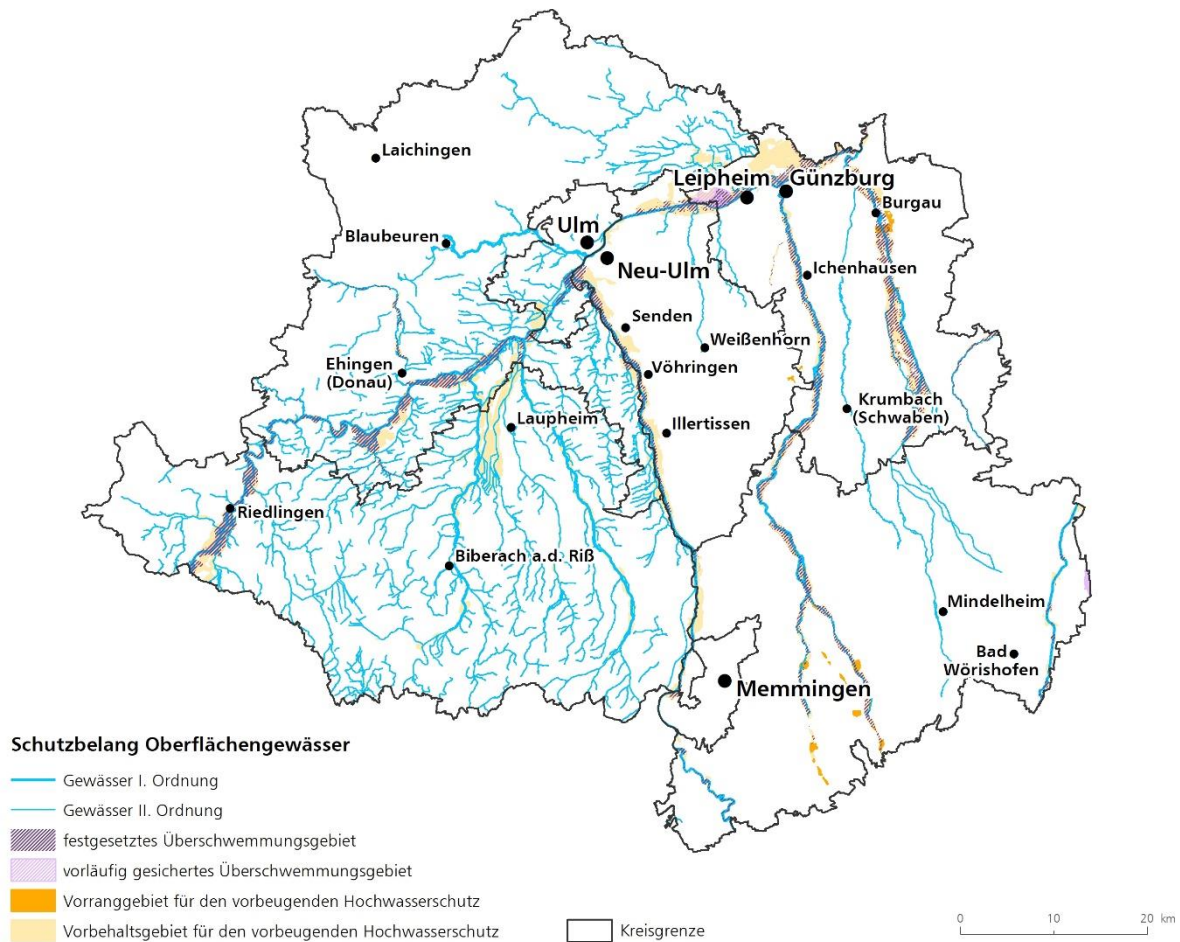 Laichingen
Leipheim
Günzburg
Burgau
Ulm
Blaubeuren
Neu-Ulm
Ichenhausen
Senden
Weißenhorn
Ehingen
(Donau)
Vöhringen
Krumbach
(Schwaben)
Laupheim
Illertissen
Riedlingen
Biberach a.d. Riß
Mindelheim
Bad
Wörishofen
Memmingen
Schutzbelang Oberflächengewässer
Gewässer I. Ordnung
Gewässer II. Ordnung
festgesetztes Überschwemmungsgebiet
vorläufig gesichertes Überschwemmungsgebiet
Vorranggebiet für den vorbeugenden Hochwasserschutz
Vorbehaltsgebiet für den vorbeugenden Hochwasserschutz
Kreisgrenze
0 10 20 km